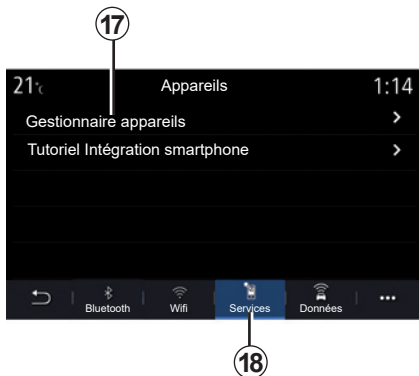 17
21°c Appareils 1:14
Gestionnaire appareils
Tutoriel Intégration smartphone
Bluetooth Wifi Services Données
18